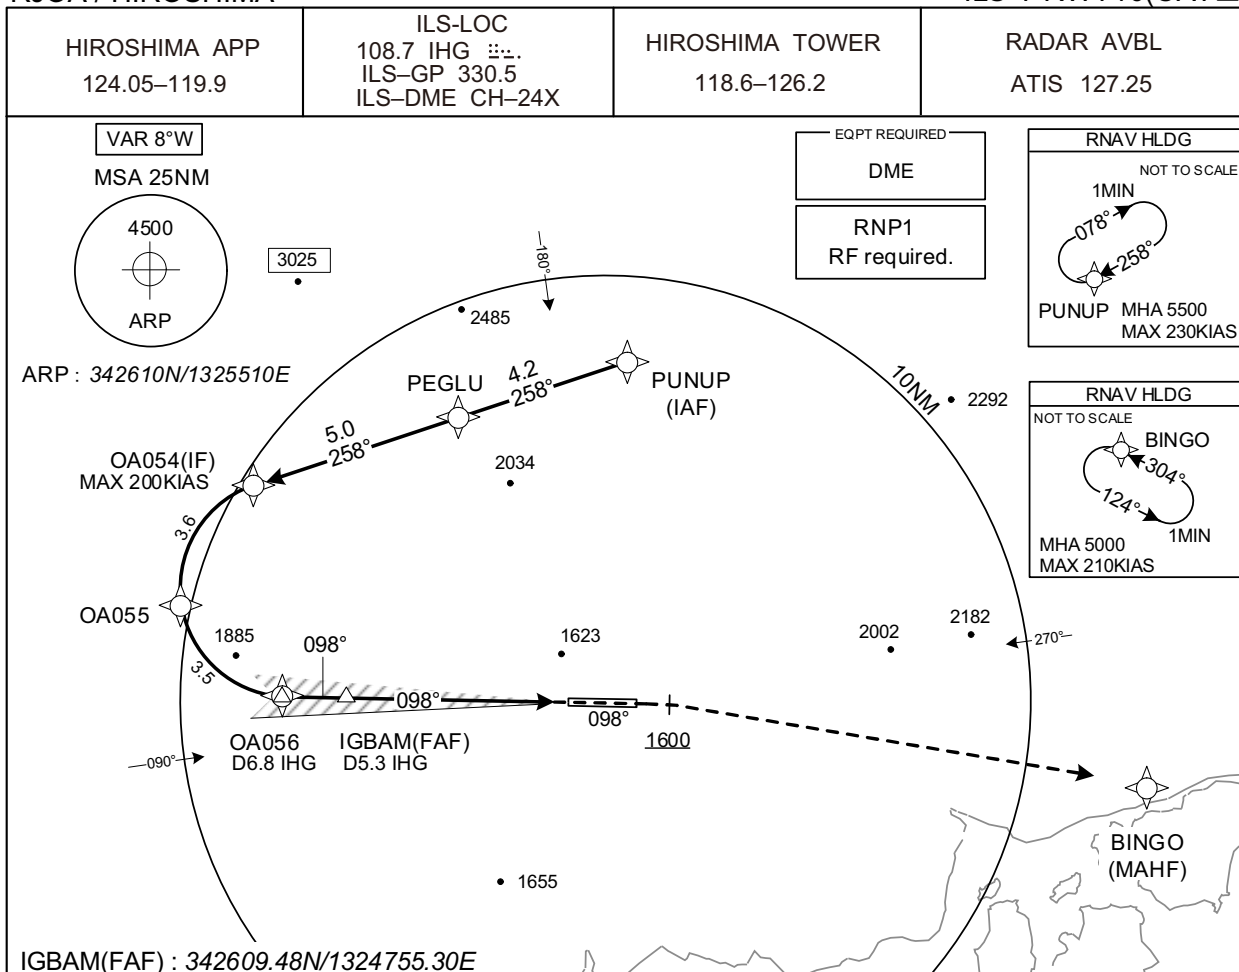 HIROSHIMA APP
124.05–119.9
ILS-LOC
108.7 IHG
ILS–GP 330.5
ILS–DME CH–24X
HIROSHIMA TOWER
118.6–126.2
RADAR AVBL
ATIS 127.25
VAR 8°W
MSA 25NM
4500
ARP
ARP : 342610N/1325510E
3025
EQPT REQUIRED
DME
RNP1
RF required.
RNAV HLDG
NOT TO SCALE
1MIN
078°
258°
PUNUP
MHA 5500
MAX 230KIAS
RNAV HLDG
NOT TO SCALE
BINGO
304°
124°
1MIN
MHA 5000
MAX 210KIAS
180°
2485
PEGLU
4.2
258°
PUNUP
(IAF)
10NM
2292
5.0
258°
OA054(IF)
MAX 200KIAS
2034
3.6
OA055
1885
098°
1623
2002
2182
270°
3.5
098°
098°
OA056
D6.8 IHG
IGBAM(FAF)
D5.3 IHG
1600
090°
BINGO
(MAHF)
1655
IGBAM(FAF) : 342609.48N/1324755.30E